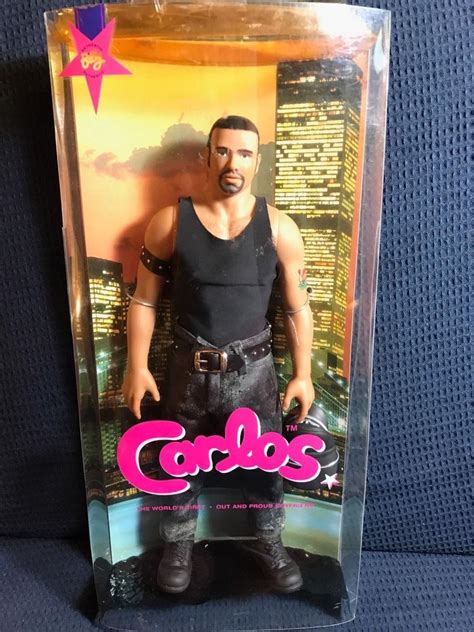 Carlos™
THE WORLD'S FIRST • OUT AND PROUD BOYFRIEND